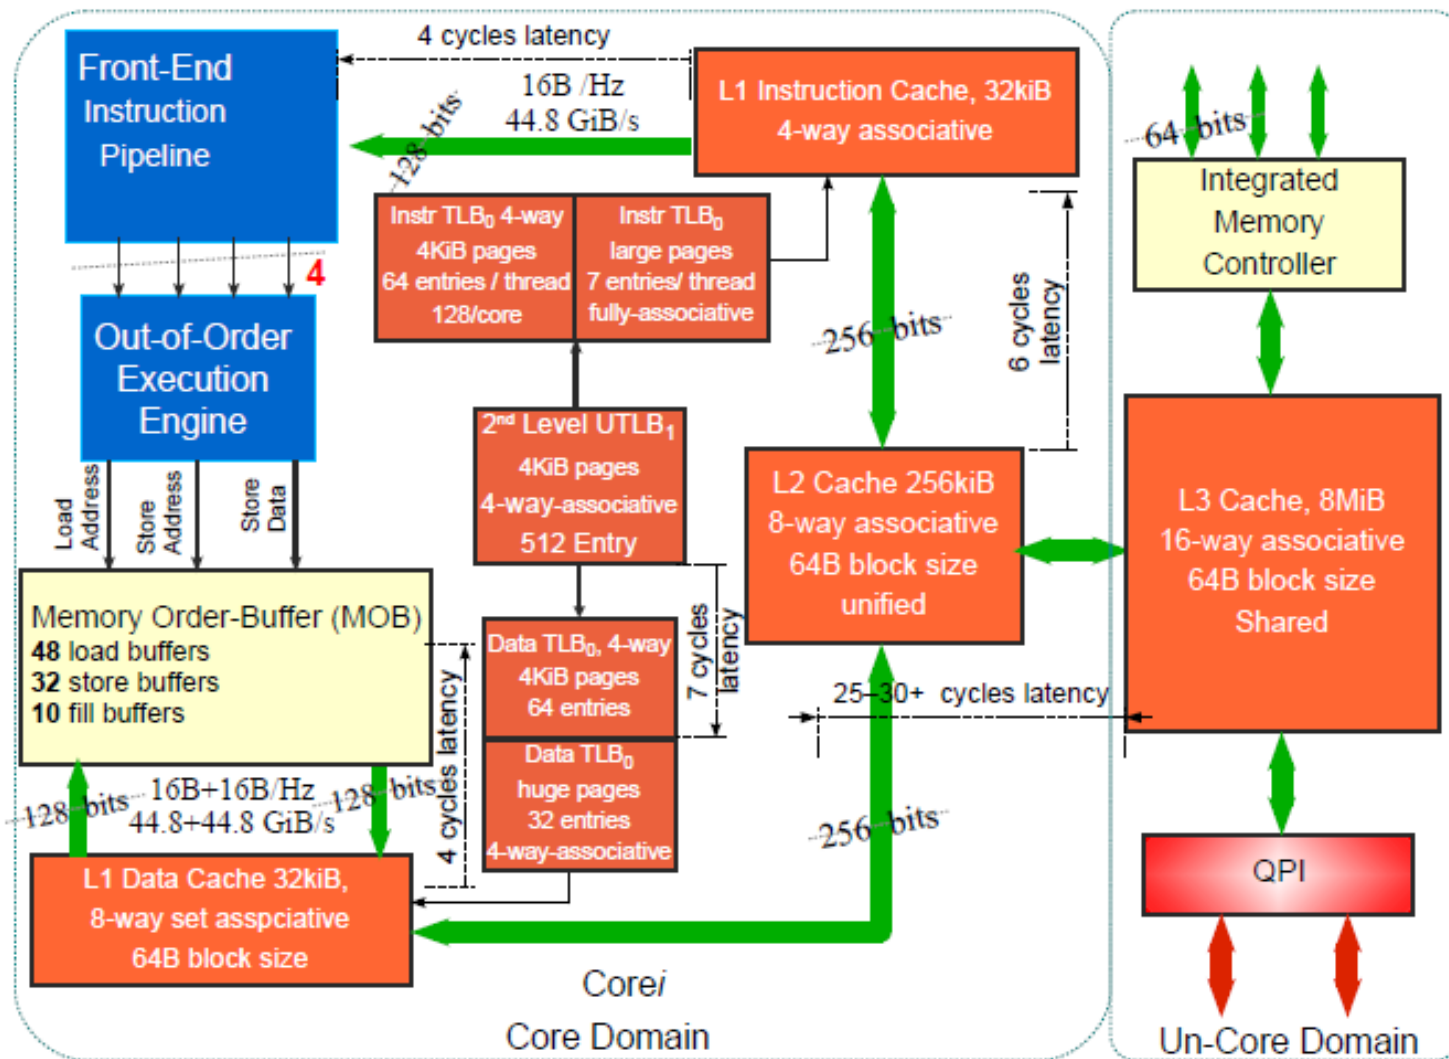 Front-End
Instruction
Pipeline
4 cycles latency
16B /Hz
44.8 GiB/s
128-bits
L1 Instruction Cache, 32kiB
4-way associative
64-bits
Integrated
Memory
Controller
4
Instr TLB0 4-way
4KiB pages
64 entries / thread
128/core
Instr TLB0
large pages
7 entries/ thread
fully-associative
256-bits
6 cycles
latency
Out-of-Order
Execution
Engine
Load
Address
Store
Address
Store
Data
2nd Level UTLB1
4KiB pages
4-way-associative
512 Entry
L2 Cache 256kiB
8-way associative
64B block size
unified
L3 Cache, 8MiB
16-way associative
64B block size
Shared
Memory Order-Buffer (MOB)
48 load buffers
32 store buffers
10 fill buffers
4 cycles latency
Data TLB0, 4-way
4KiB pages
64 entries
7 cycles
latency
25–30+ cycles latency
Data TLB0
huge pages
32 entries
4-way-associative
128-bits
16B+16B/Hz
44.8+44.8 GiB/s
128-bits
256-bits
L1 Data Cache 32kiB,
8-way set asspciative
64B block size
QPI
Corei
Core Domain
Un-Core Domain